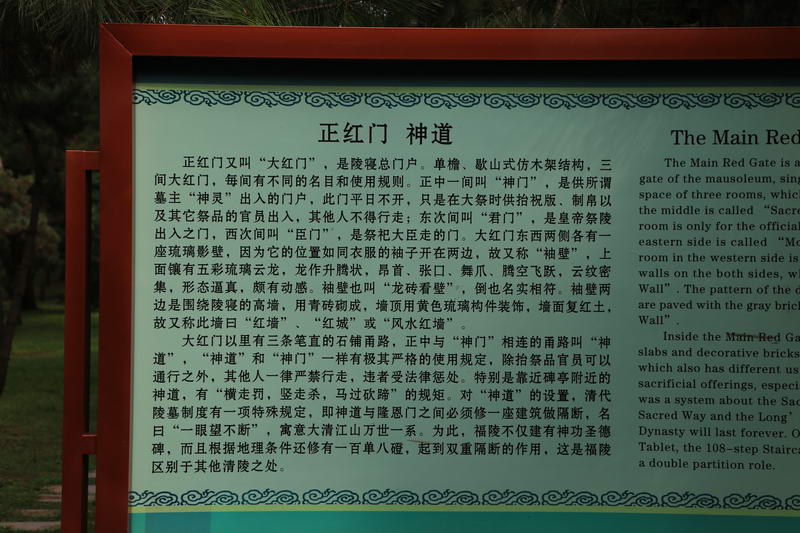 正红门 神道
正红门又叫“大红门”，是陵寝总门户。单檐、歇山式仿木架结构，三
间大红门，每间有不同的名目和使用规则。正中一间叫“神门”，是供所谓
墓主“神灵”出入的门户，此门平日不开，只是在大祭时供抬祝版、制帛以
及其它祭品的官员出入，其他人不得行走；东次间叫“君门”，是皇帝祭陵
出入之门，西次间叫“臣门”，是祭祀大臣走的门。大红门东西两侧各有一
座琉璃影壁，因为它的位置如同衣服的袖子开在两边，故又称“袖壁”，上
面镶有五彩琉璃云龙，龙作升腾状，昂首、张口、舞爪、腾空飞跃，云纹密
集，形态逼真，颇有动感。袖壁也叫“龙砖看壁”，倒也名实相符。袖壁两
边是围绕陵寝的高墙，用青砖砌成，墙顶用黄色琉璃构件装饰，墙面复红土，
故又称此墙曰“红墙”、“红城”或“风水红墙”。
大红门以里有三条笔直的石铺甬路，正中与“神门”相连的甬路叫“神
道”，“神道”和“神门”一样有极其严格的使用规定，除抬祭品官员可以
通行之外，其他人一律严禁行走，违者受法律惩处。特别是靠近碑亭附近的
神道，有“横走罚，竖走杀，马过砍蹄”的规矩。对“神道”的设置，清代
陵墓制度有一项特殊规定，即神道与隆恩门之间必须修一座建筑做隔断，名
曰“一眼望不断”，寓意大清江山万世一系。为此，福陵不仅建有神功圣德
碑，而且根据地理条件还修有一百单八磴，起到双重隔断的作用，这是福陵
区别于其他清陵之处。
The Main Red
The Main Red Gate is a
gate of the mausoleum, sing
space of three rooms, whic
the middle is called “Sacre
room is only for the official
eastern side is called “Mo
room in the western side is
walls on the both sides, w
Wall”. The pattern of the d
are paved with the gray bric
Wall”.
Inside the Main Red Ga
slabs and decorative bricks
which also has different us
sacrificial offerings, especi
was a system about the Sac
Sacred Way and the Long’
Dynasty will last forever. O
Tablet, the 108-step Stairca
a double partition role.